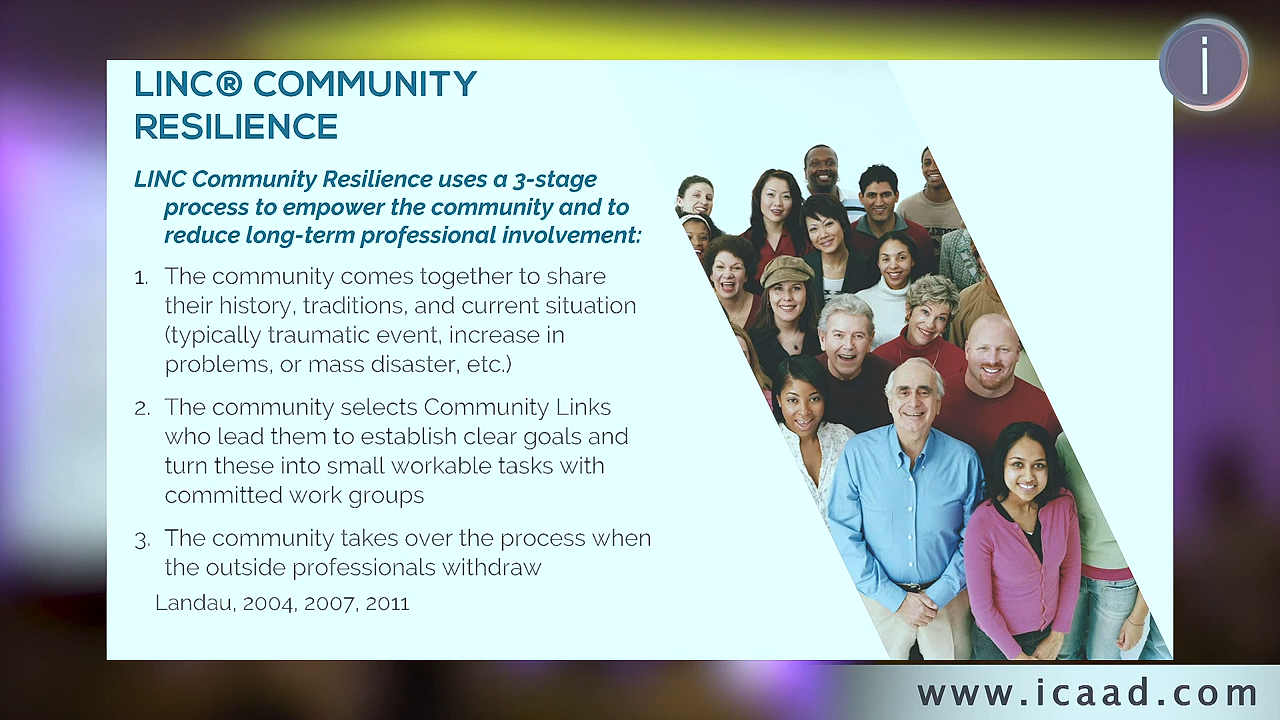 LINC® COMMUNITY
RESILIENCE
LINC Community Resilience uses a 3-stage
process to empower the community and to
reduce long-term professional involvement:
1. The community comes together to share
their history, traditions, and current situation
(typically traumatic event, increase in
problems, or mass disaster, etc.)
2. The community selects Community Links
who lead them to establish clear goals and
turn these into small workable tasks with
committed work groups
3. The community takes over the process when
the outside professionals withdraw
Landau, 2004, 2007, 2011
i
www.icaad.com